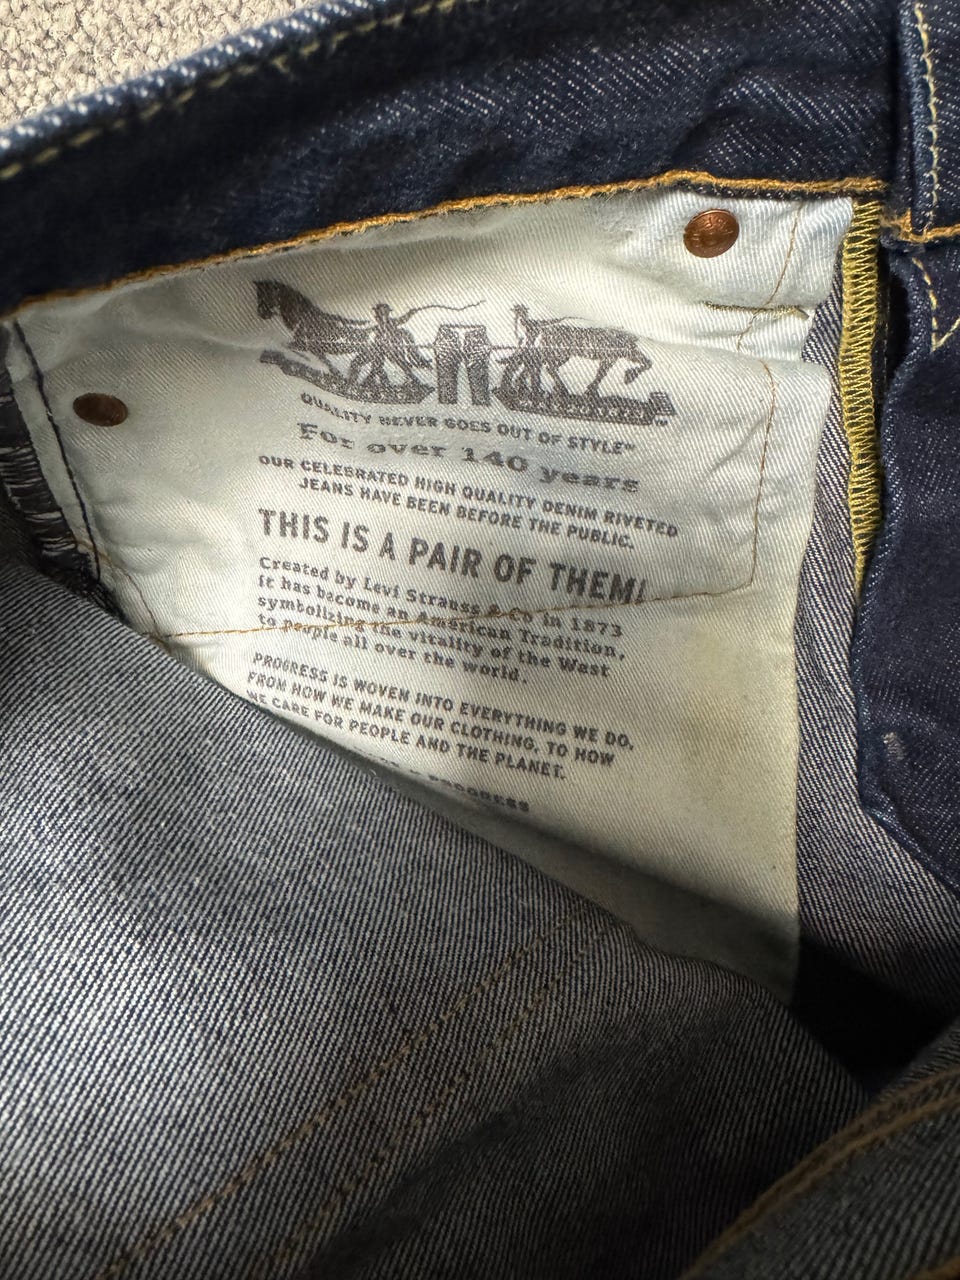 QUALITY NEVER GOES OUT OF STYLE™
For over 140 years
OUR CELEBRATED HIGH QUALITY DENIM RIVETED
JEANS HAVE BEEN BEFORE THE PUBLIC.
THIS IS A PAIR OF THEM!
Created by Levi Strauss & Co in 1873
it has become an American Tradition,
symbolizing the vitality of the West
to people all over the world.
PROGRESS IS WOVEN INTO EVERYTHING WE DO,
FROM HOW WE MAKE OUR CLOTHING, TO HOW
WE CARE FOR PEOPLE AND THE PLANET.
PROGRESS